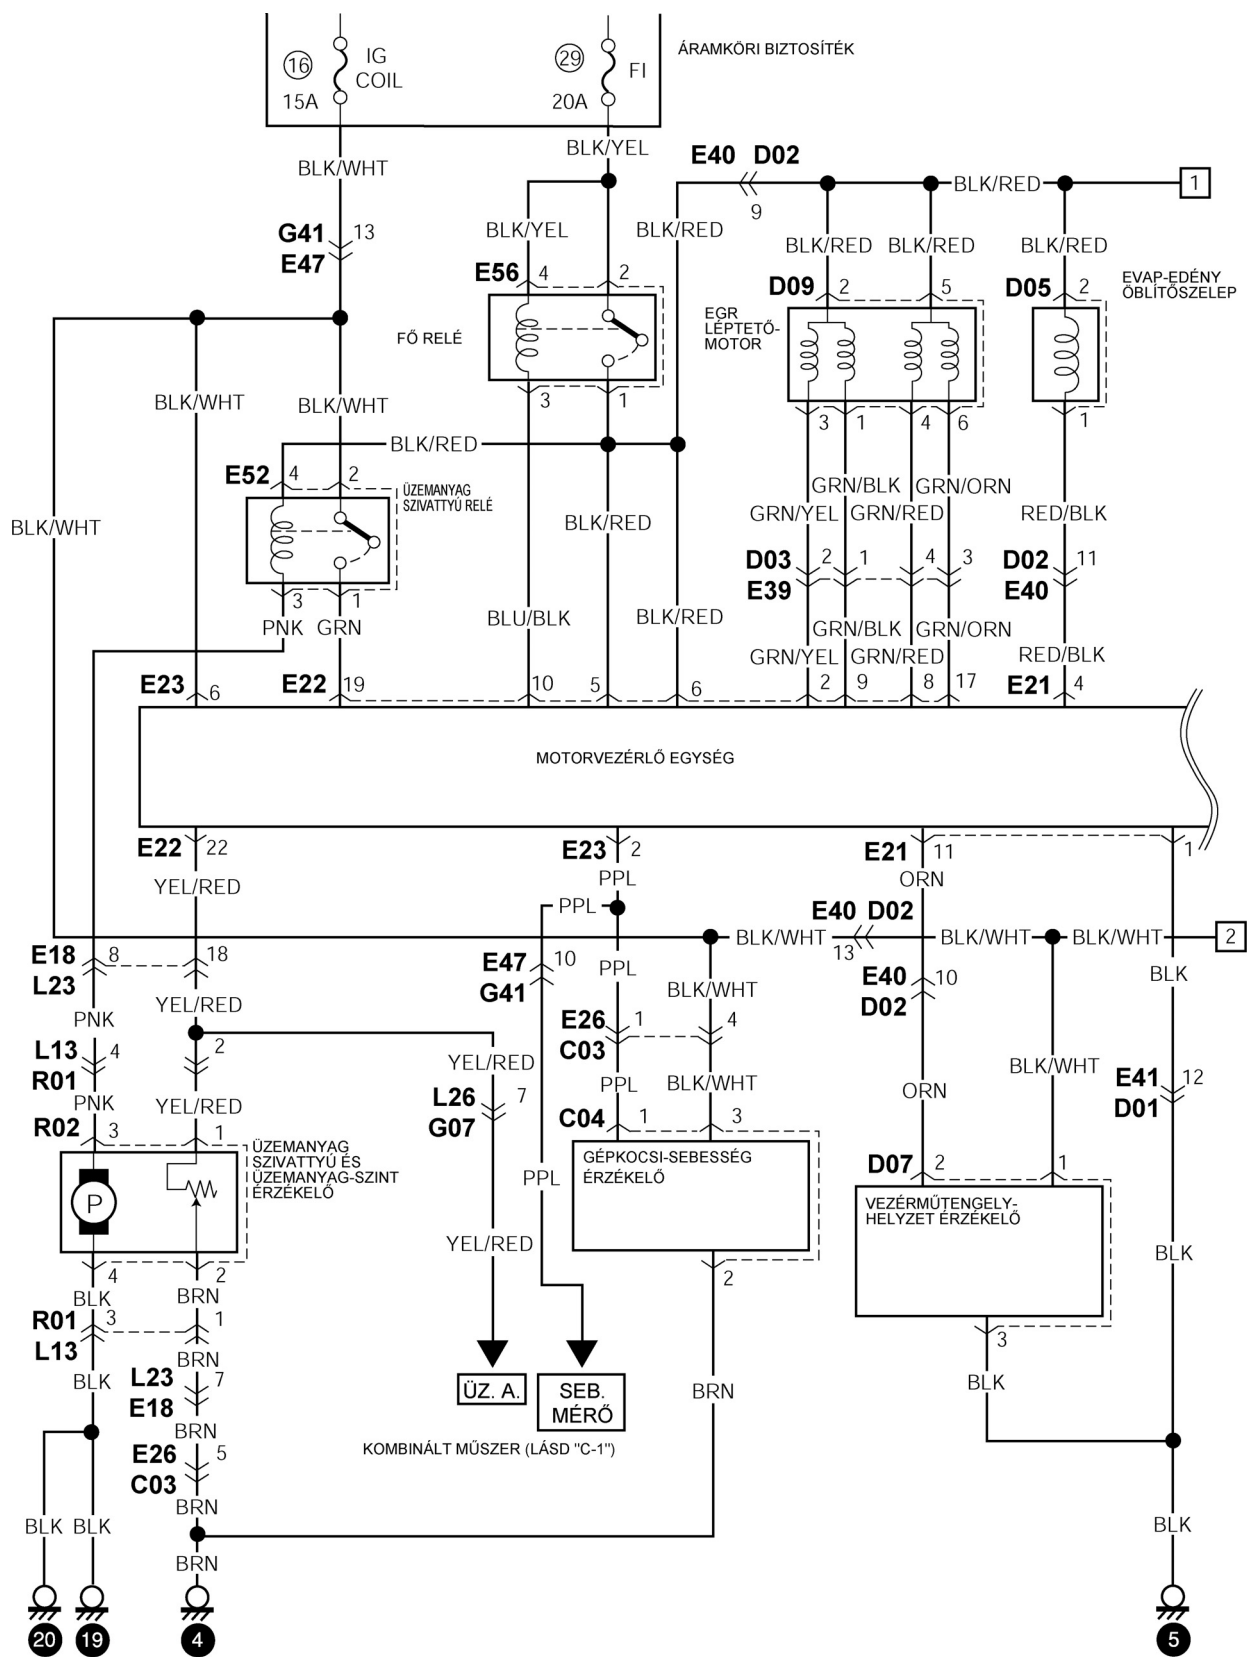 ÁRAMKÖRI BIZTOSÍTÉK
16
IG
COIL
15A
29
FI
20A
BLK/WHT
BLK/YEL
E40 D02
9
BLK/RED
1
G41 13
E47
BLK/YEL
BLK/RED
BLK/RED
BLK/RED
BLK/RED
E56 4 2
D09 2 5
D05 2
EVAP-EDÉNY
ÖBLÍTŐSZELEP
FŐ RELÉ
EGR
LÉPTETŐ-
MOTOR
3 1
3 1 4 6
1
BLK/WHT
BLK/WHT
BLK/RED
E52 4 2
ÜZEMANYAG
SZIVATTYÚ RELÉ
BLK/WHT
BLK/RED
GRN/BLK GRN/ORN
GRN/YEL GRN/RED
RED/BLK
D03 2 1 4 3
E39
D02 11
E40
3 1
PNK GRN
BLU/BLK
BLK/RED
GRN/BLK GRN/ORN
GRN/YEL GRN/RED
RED/BLK
E23 6
E22 19 10 5 6 2 9 8 17
E21 4
MOTORVEZÉRLŐ EGYSÉG
E22 22
E23 2
E21 11 1
YEL/RED
PPL
ORN
PPL
E40 D02
13
BLK/WHT
BLK/WHT
BLK/WHT
2
E18 8 18
L23
E47 10
G41
PPL
BLK/WHT
E40 10
D02
BLK
PNK
YEL/RED
E26 1 4
C03
L13 4 2
R01
YEL/RED
PPL
BLK/WHT
ORN
BLK/WHT
E41 12
D01
PNK
YEL/RED
L26 7
G07
R02 3 1
C04 1 3
ÜZEMANYAG
SZIVATTYÚ ÉS
ÜZEMANYAG-SZINT
ÉRZÉKELŐ
P
GÉPKOCSI-SEBESSÉG
ÉRZÉKELŐ
D07 2 1
VEZÉRMŰTENGELY-
HELYZET ÉRZÉKELŐ
PPL
YEL/RED
BLK
4 2
2
BLK
BRN
R01 3 1
L13
3
BRN
BLK
L23 7
E18
BLK
ÜZ. A.
SEB.
MÉRŐ
BRN
BRN
KOMBINÁLT MŰSZER (LÁSD "C-1")
E26 5
C03
BRN
BLK
BLK
BLK
BRN
20
19
4
5